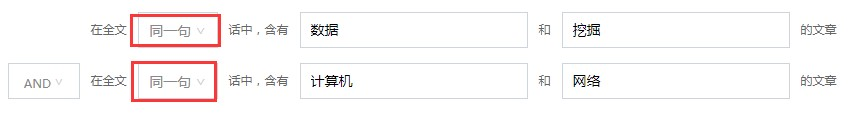 在全文 同一句 话中，含有 数据 和 挖掘 的文章
AND 在全文 同一句 话中，含有 计算机 和 网络 的文章